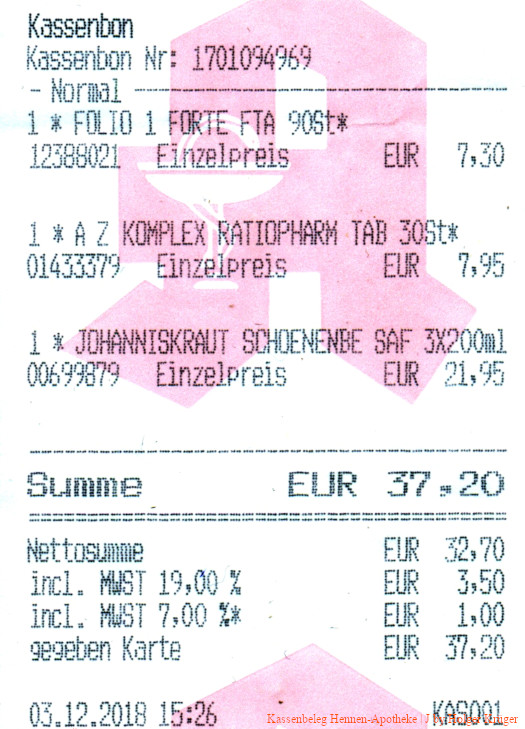 Kassenbon
Kassenbon Nr: 1701094969
- Normal
1 * FOLIO 1 FORTE FTA 90St*
12388021 Einzelpreis EUR 7,30
1 * A Z KOMPLEX RATIOPHARM TAB 30St*
01433379 Einzelpreis EUR 7,95
1 * JOHANNISKRAUT SCHOENENBE SAF 3X200ml
00699879 Einzelpreis EUR 21,95
Summe EUR 37,20
Nettosumme EUR 32,70
incl. MWST 19,00 % EUR 3,50
incl. MWST 7,00 %* EUR 1,00
gegeben Karte EUR 37,20
03.12.2018 15:26 KAS001
Kassenbeleg Hennen-Apotheke | J